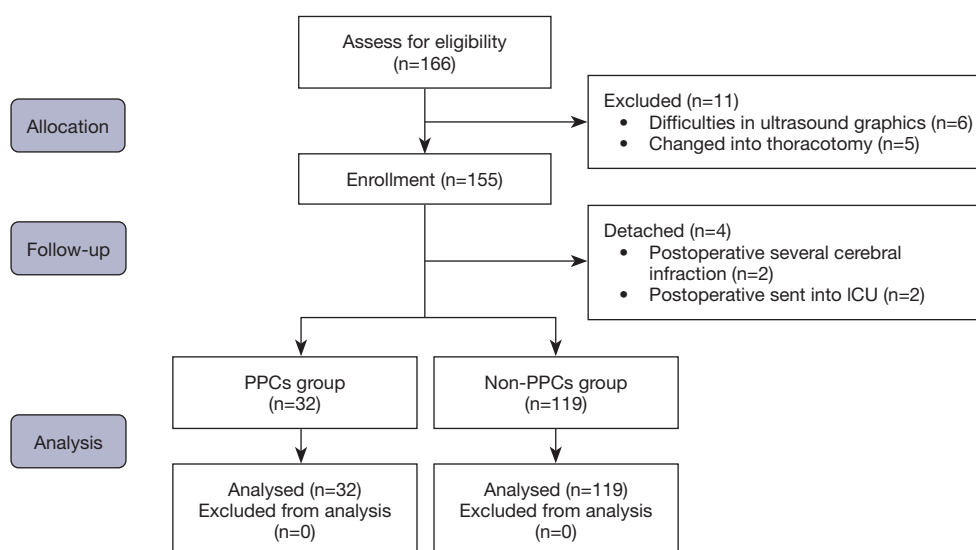 Assess for eligibility
(n=166)
Allocation
Excluded (n=11)
• Difficulties in ultrasound graphics (n=6)
• Changed into thoracotomy (n=5)
Enrollment (n=155)
Follow-up
Detached (n=4)
• Postoperative several cerebral
infraction (n=2)
• Postoperative sent into ICU (n=2)
PPCs group
(n=32)
Non-PPCs group
(n=119)
Analysis
Analysed (n=32)
Excluded from analysis
(n=0)
Analysed (n=119)
Excluded from analysis
(n=0)